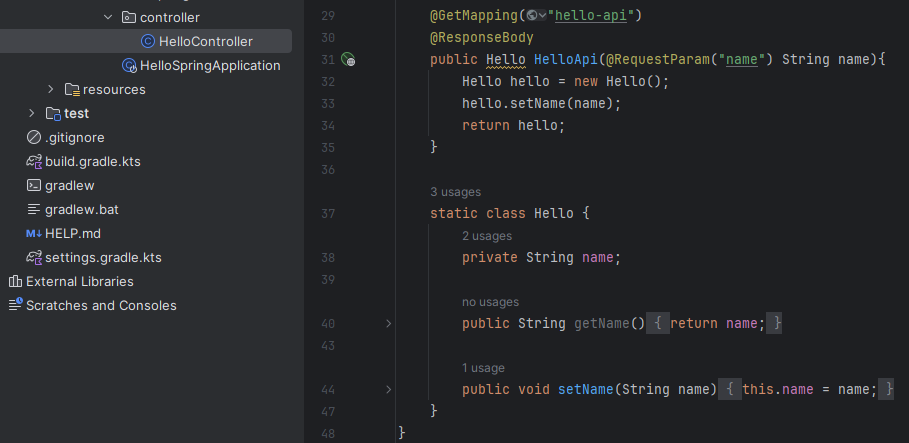 controller
HelloController
HelloSpringApplication
resources
test
.gitignore
build.gradle.kts
gradlew
gradlew.bat
M↓ HELP.md
settings.gradle.kts
External Libraries
Scratches and Consoles
29 @GetMapping("hello-api")
30 @ResponseBody
31 public Hello HelloApi(@RequestParam("name") String name){
32 Hello hello = new Hello();
33 hello.setName(name);
34 return hello;
35 }
36
3 usages
37 static class Hello {
2 usages
38 private String name;
39
no usages
40 public String getName() { return name; }
43
1 usage
44 public void setName(String name) { this.name = name; }
47 }
48 }